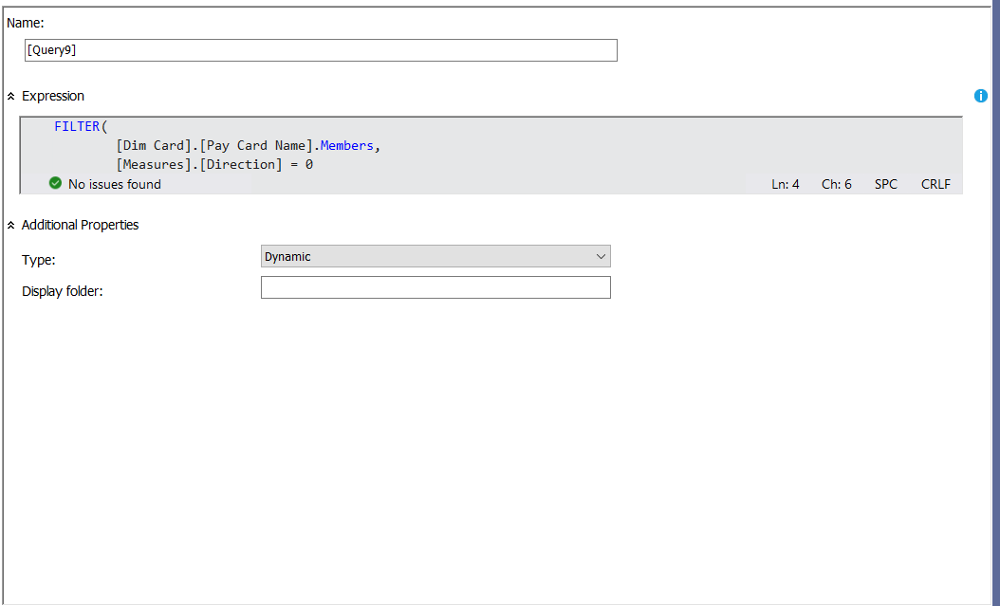 Name:
[Query9]
Expression
FILTER(
[Dim Card].[Pay Card Name].Members,
[Measures].[Direction] = 0
No issues found Ln: 4 Ch: 6 SPC CRLF
Additional Properties
Type: Dynamic
Display folder: